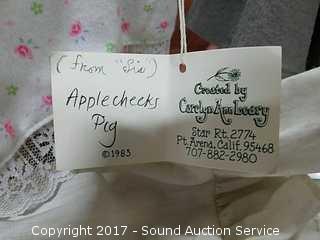 (from "Sis")
Applecheeks
Pig
©1983
Created by
Carolyn Ann Leary
Star Rt. 2774
Pt. Arena, Calif. 95468
707-882-2980
Copyright 2017 - Sound Auction Service